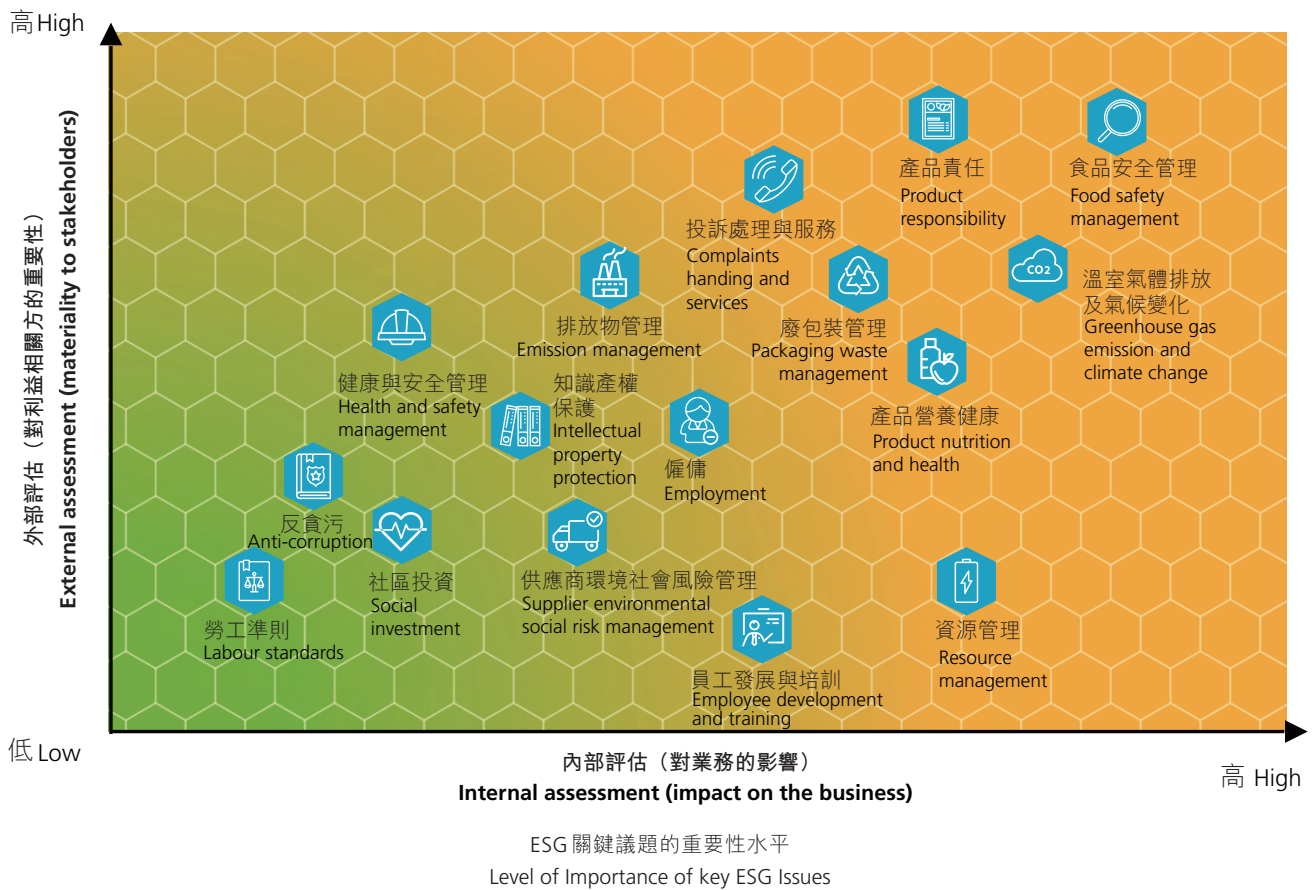 高 High
外部評估（對利益相關方的重要性）
External assessment (materiality to stakeholders)
產品責任
Product
responsibility
食品安全管理
Food safety
management
投訴處理與服務
Complaints
handing and
services
CO2
溫室氣體排放
及氣候變化
Greenhouse gas
emission and
climate change
排放物管理
Emission management
廢包裝管理
Packaging waste
management
健康與安全管理
Health and safety
management
知識產權
保護
Intellectual
property
protection
產品營養健康
Product nutrition
and health
僱傭
Employment
反貪污
Anti-corruption
社區投資
Social
investment
供應商環境社會風險管理
Supplier environmental
social risk management
勞工準則
Labour standards
資源管理
Resource
management
員工發展與培訓
Employee development
and training
低 Low
內部評估（對業務的影響）
Internal assessment (impact on the business)
高 High
ESG 關鍵議題的重要性水平
Level of Importance of key ESG Issues